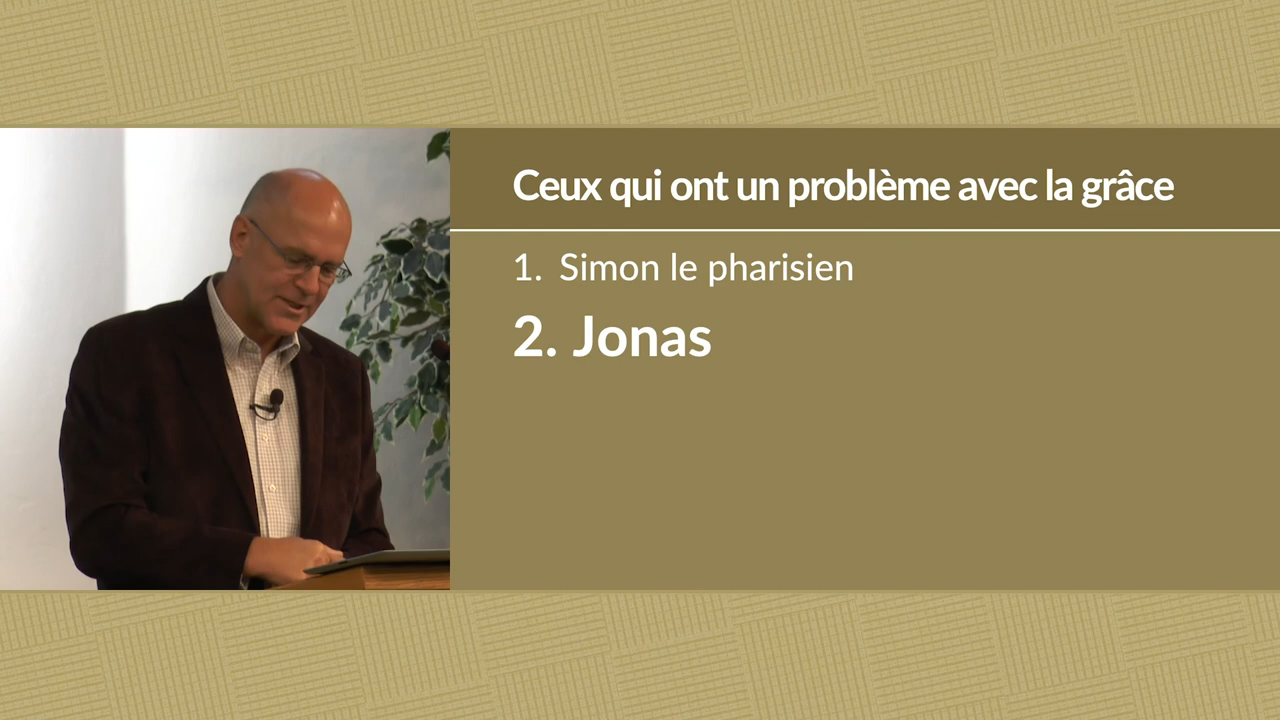 Ceux qui ont un problème avec la grâce
1. Simon le pharisien
2. Jonas